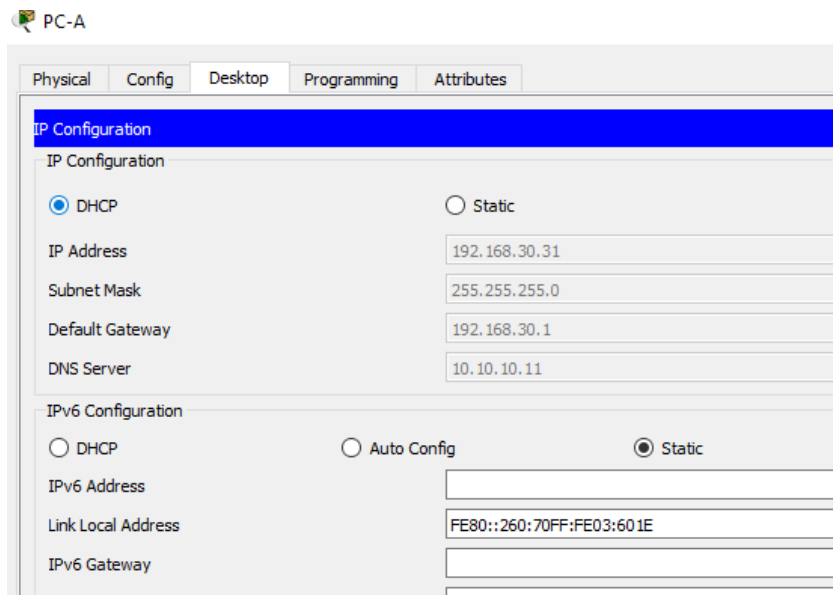 PC-A
Physical Config Desktop Programming Attributes
IP Configuration
IP Configuration
DHCP Static
IP Address 192.168.30.31
Subnet Mask 255.255.255.0
Default Gateway 192.168.30.1
DNS Server 10.10.10.11
IPv6 Configuration
DHCP Auto Config Static
IPv6 Address
Link Local Address FE80::260:70FF:FE03:601E
IPv6 Gateway